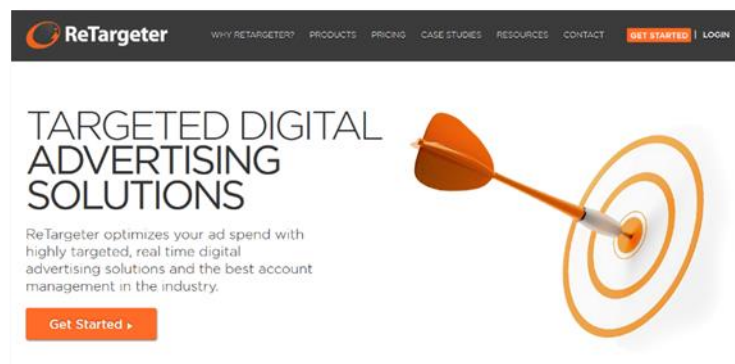 ReTargeter WHY RETARGETER? PRODUCTS PRICING CASE STUDIES RESOURCES CONTACT GET STARTED | LOGIN
TARGETED DIGITAL
ADVERTISING
SOLUTIONS
ReTargeter optimizes your ad spend with
highly targeted, real time digital
advertising solutions and the best account
management in the industry.
Get Started